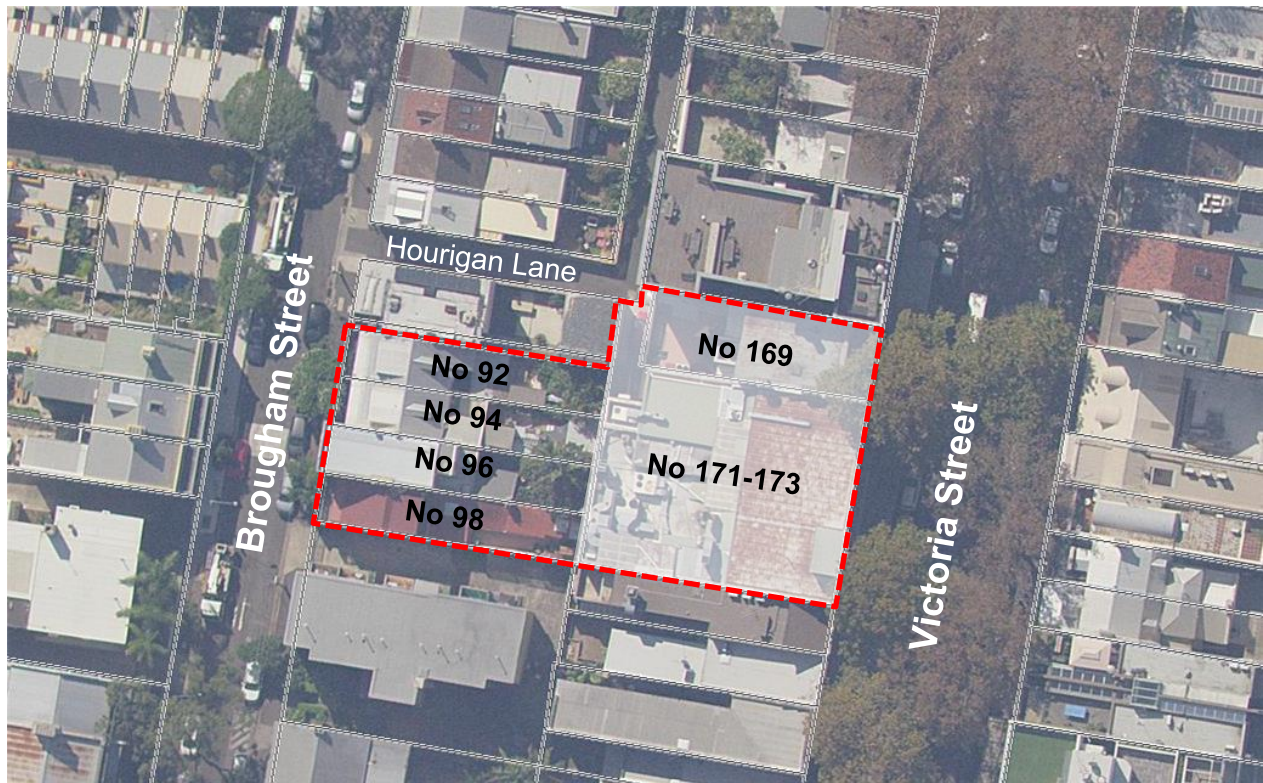 Hourigan Lane
Brougham Street
No 92
No 94
No 96
No 98
No 169
No 171-173
Victoria Street